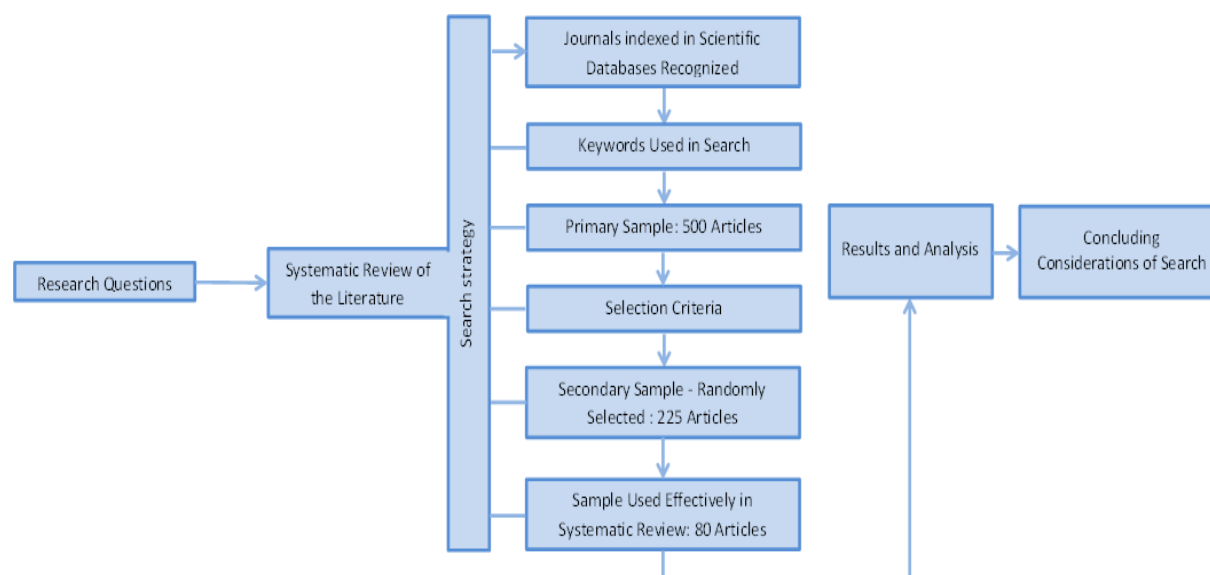 Research Questions
Systematic Review of
the Literature
Search strategy
Journals indexed in Scientific
Databases Recognized
Keywords Used in Search
Primary Sample: 500 Articles
Selection Criteria
Secondary Sample - Randomly
Selected : 225 Articles
Sample Used Effectively in
Systematic Review: 80 Articles
Results and Analysis
Concluding
Considerations of Search